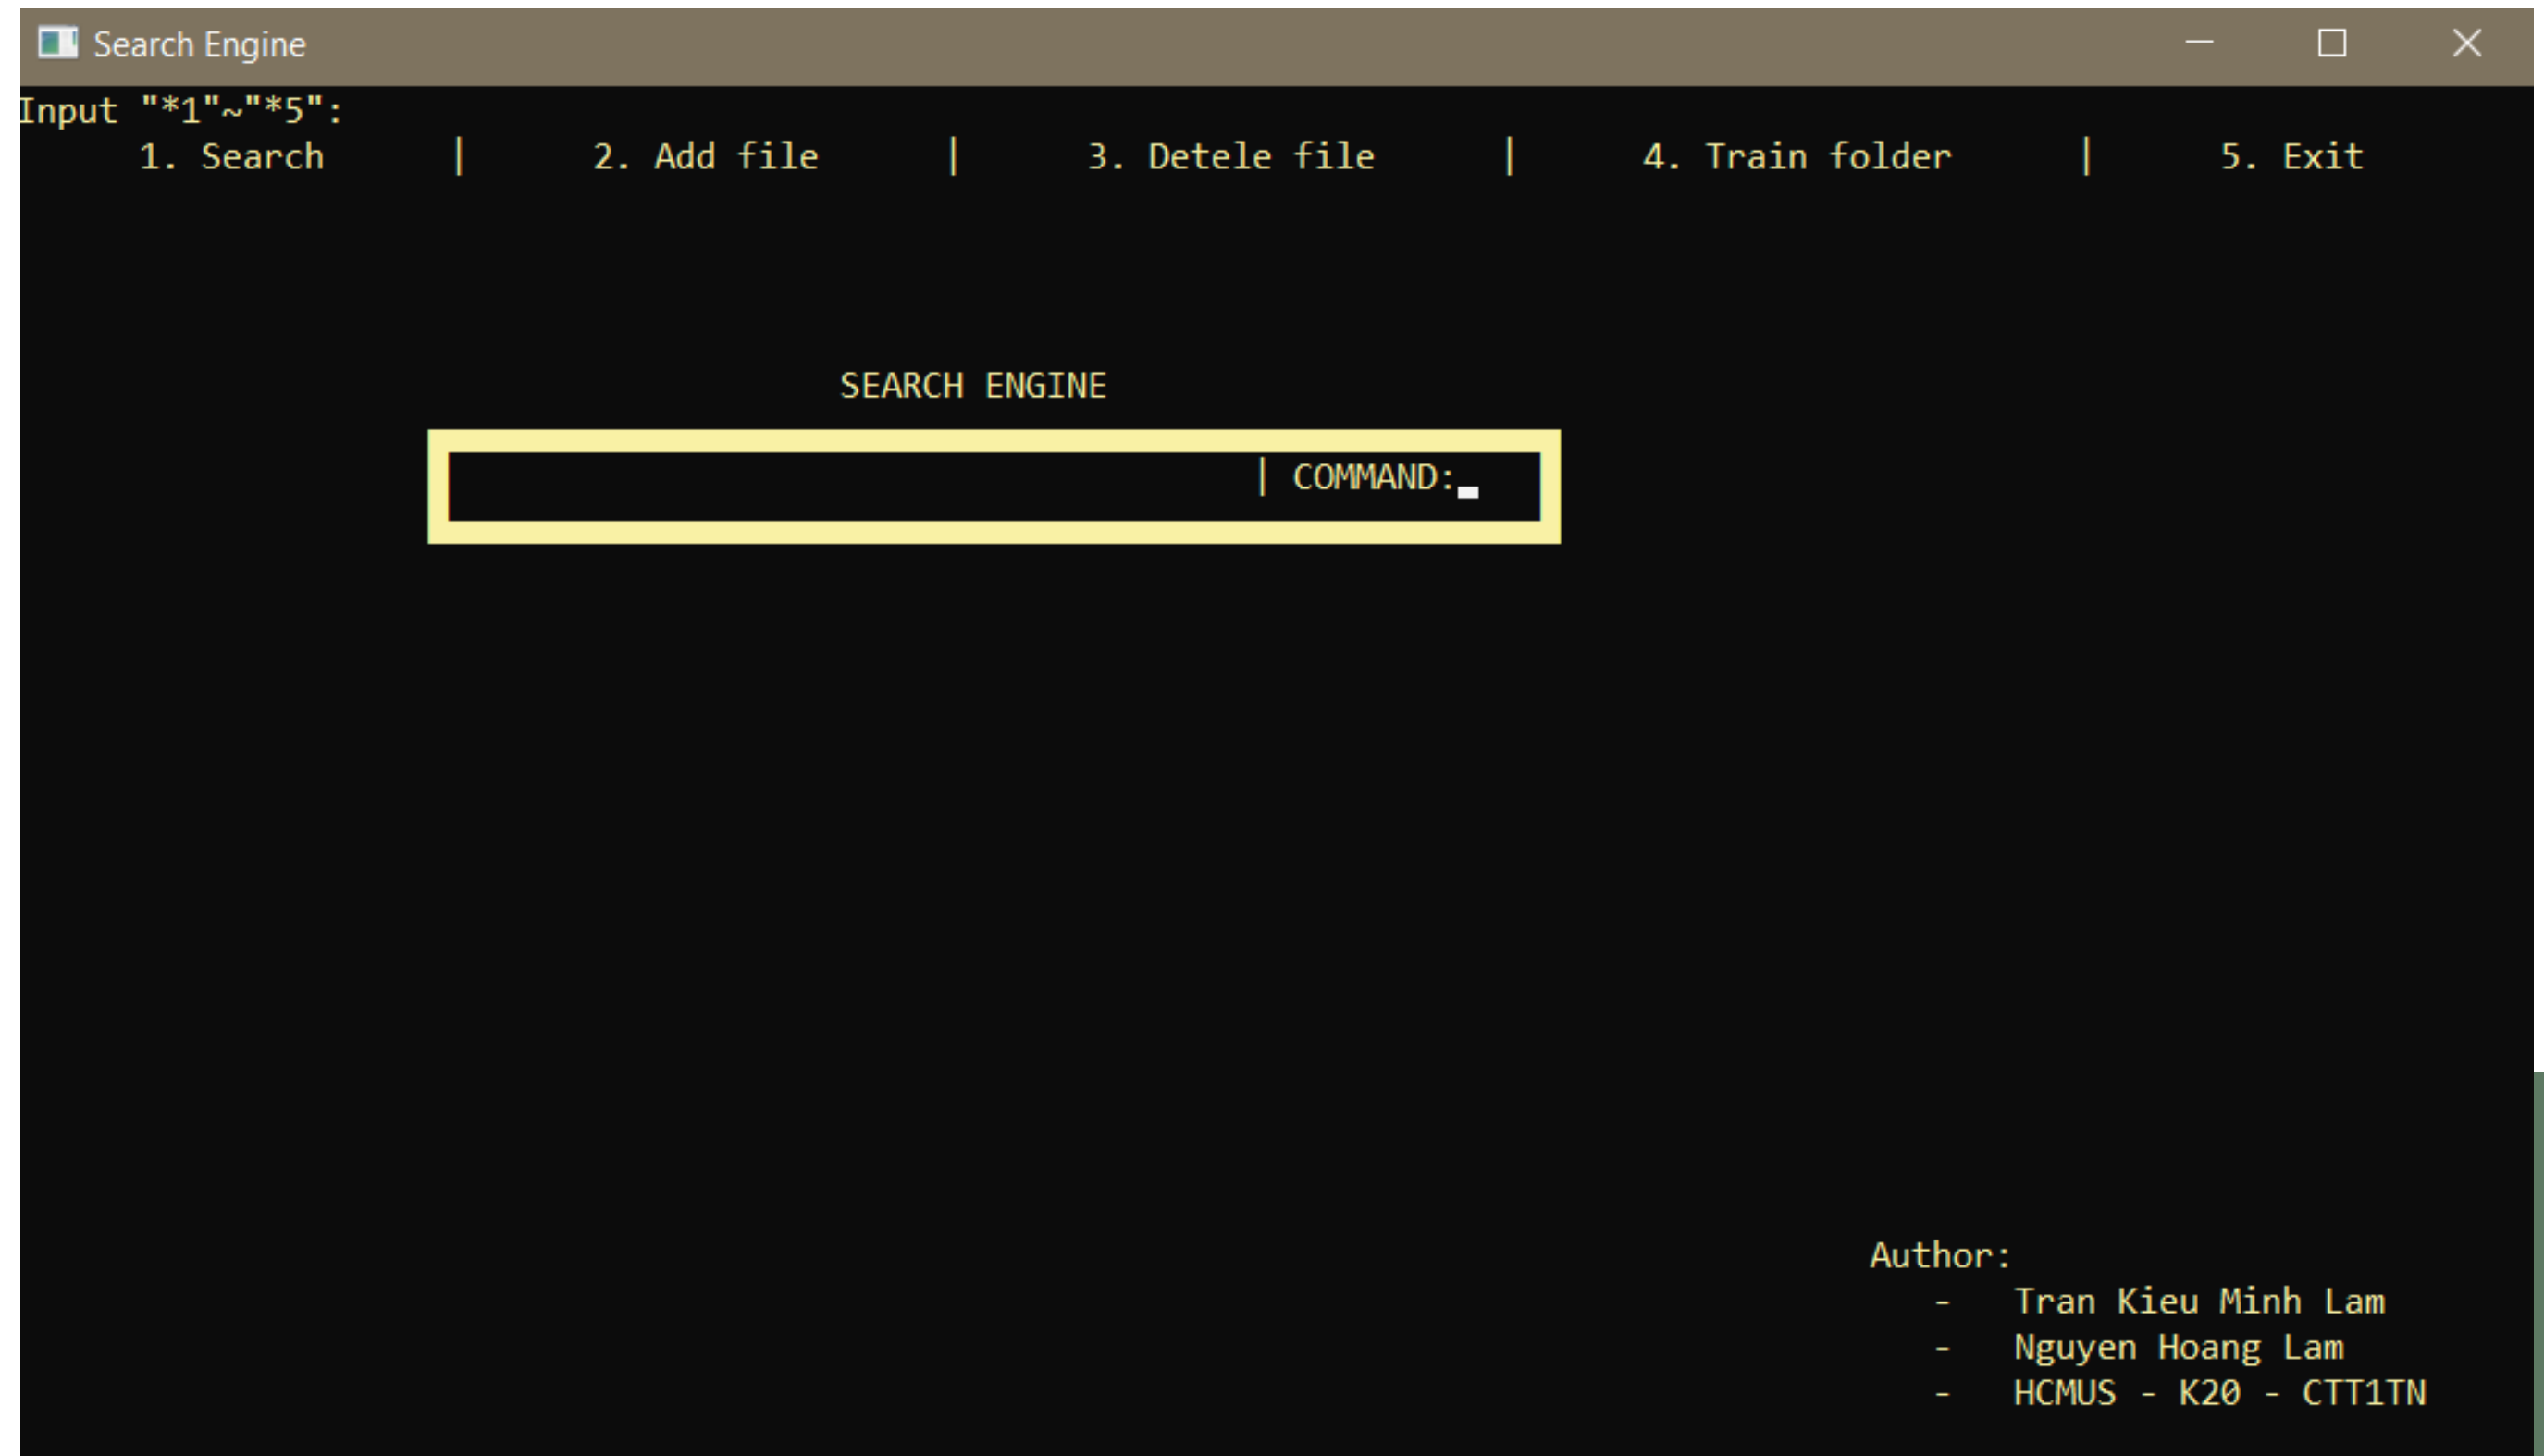 Search Engine
Input "*1"~"*5":
1. Search | 2. Add file | 3. Detele file | 4. Train folder | 5. Exit
SEARCH ENGINE
| COMMAND:
Author:
- Tran Kieu Minh Lam
- Nguyen Hoang Lam
- HCMUS - K20 - CTT1TN